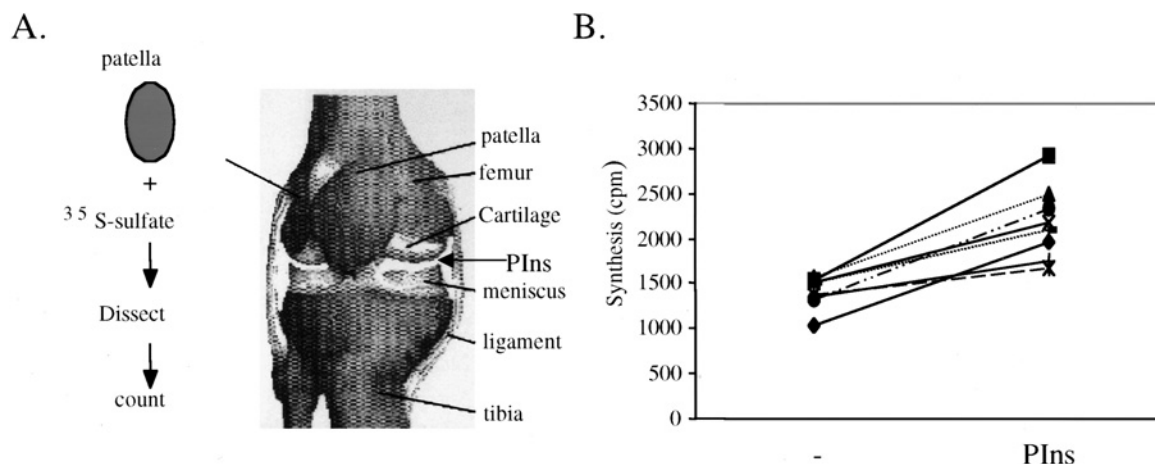 A.
patella
+
35 S-sulfate
Dissect
count
patella
femur
Cartilage
PIns
meniscus
ligament
tibia
B.
Synthesis (cpm)
3500
3000
2500
2000
1500
1000
500
0
-
PIns